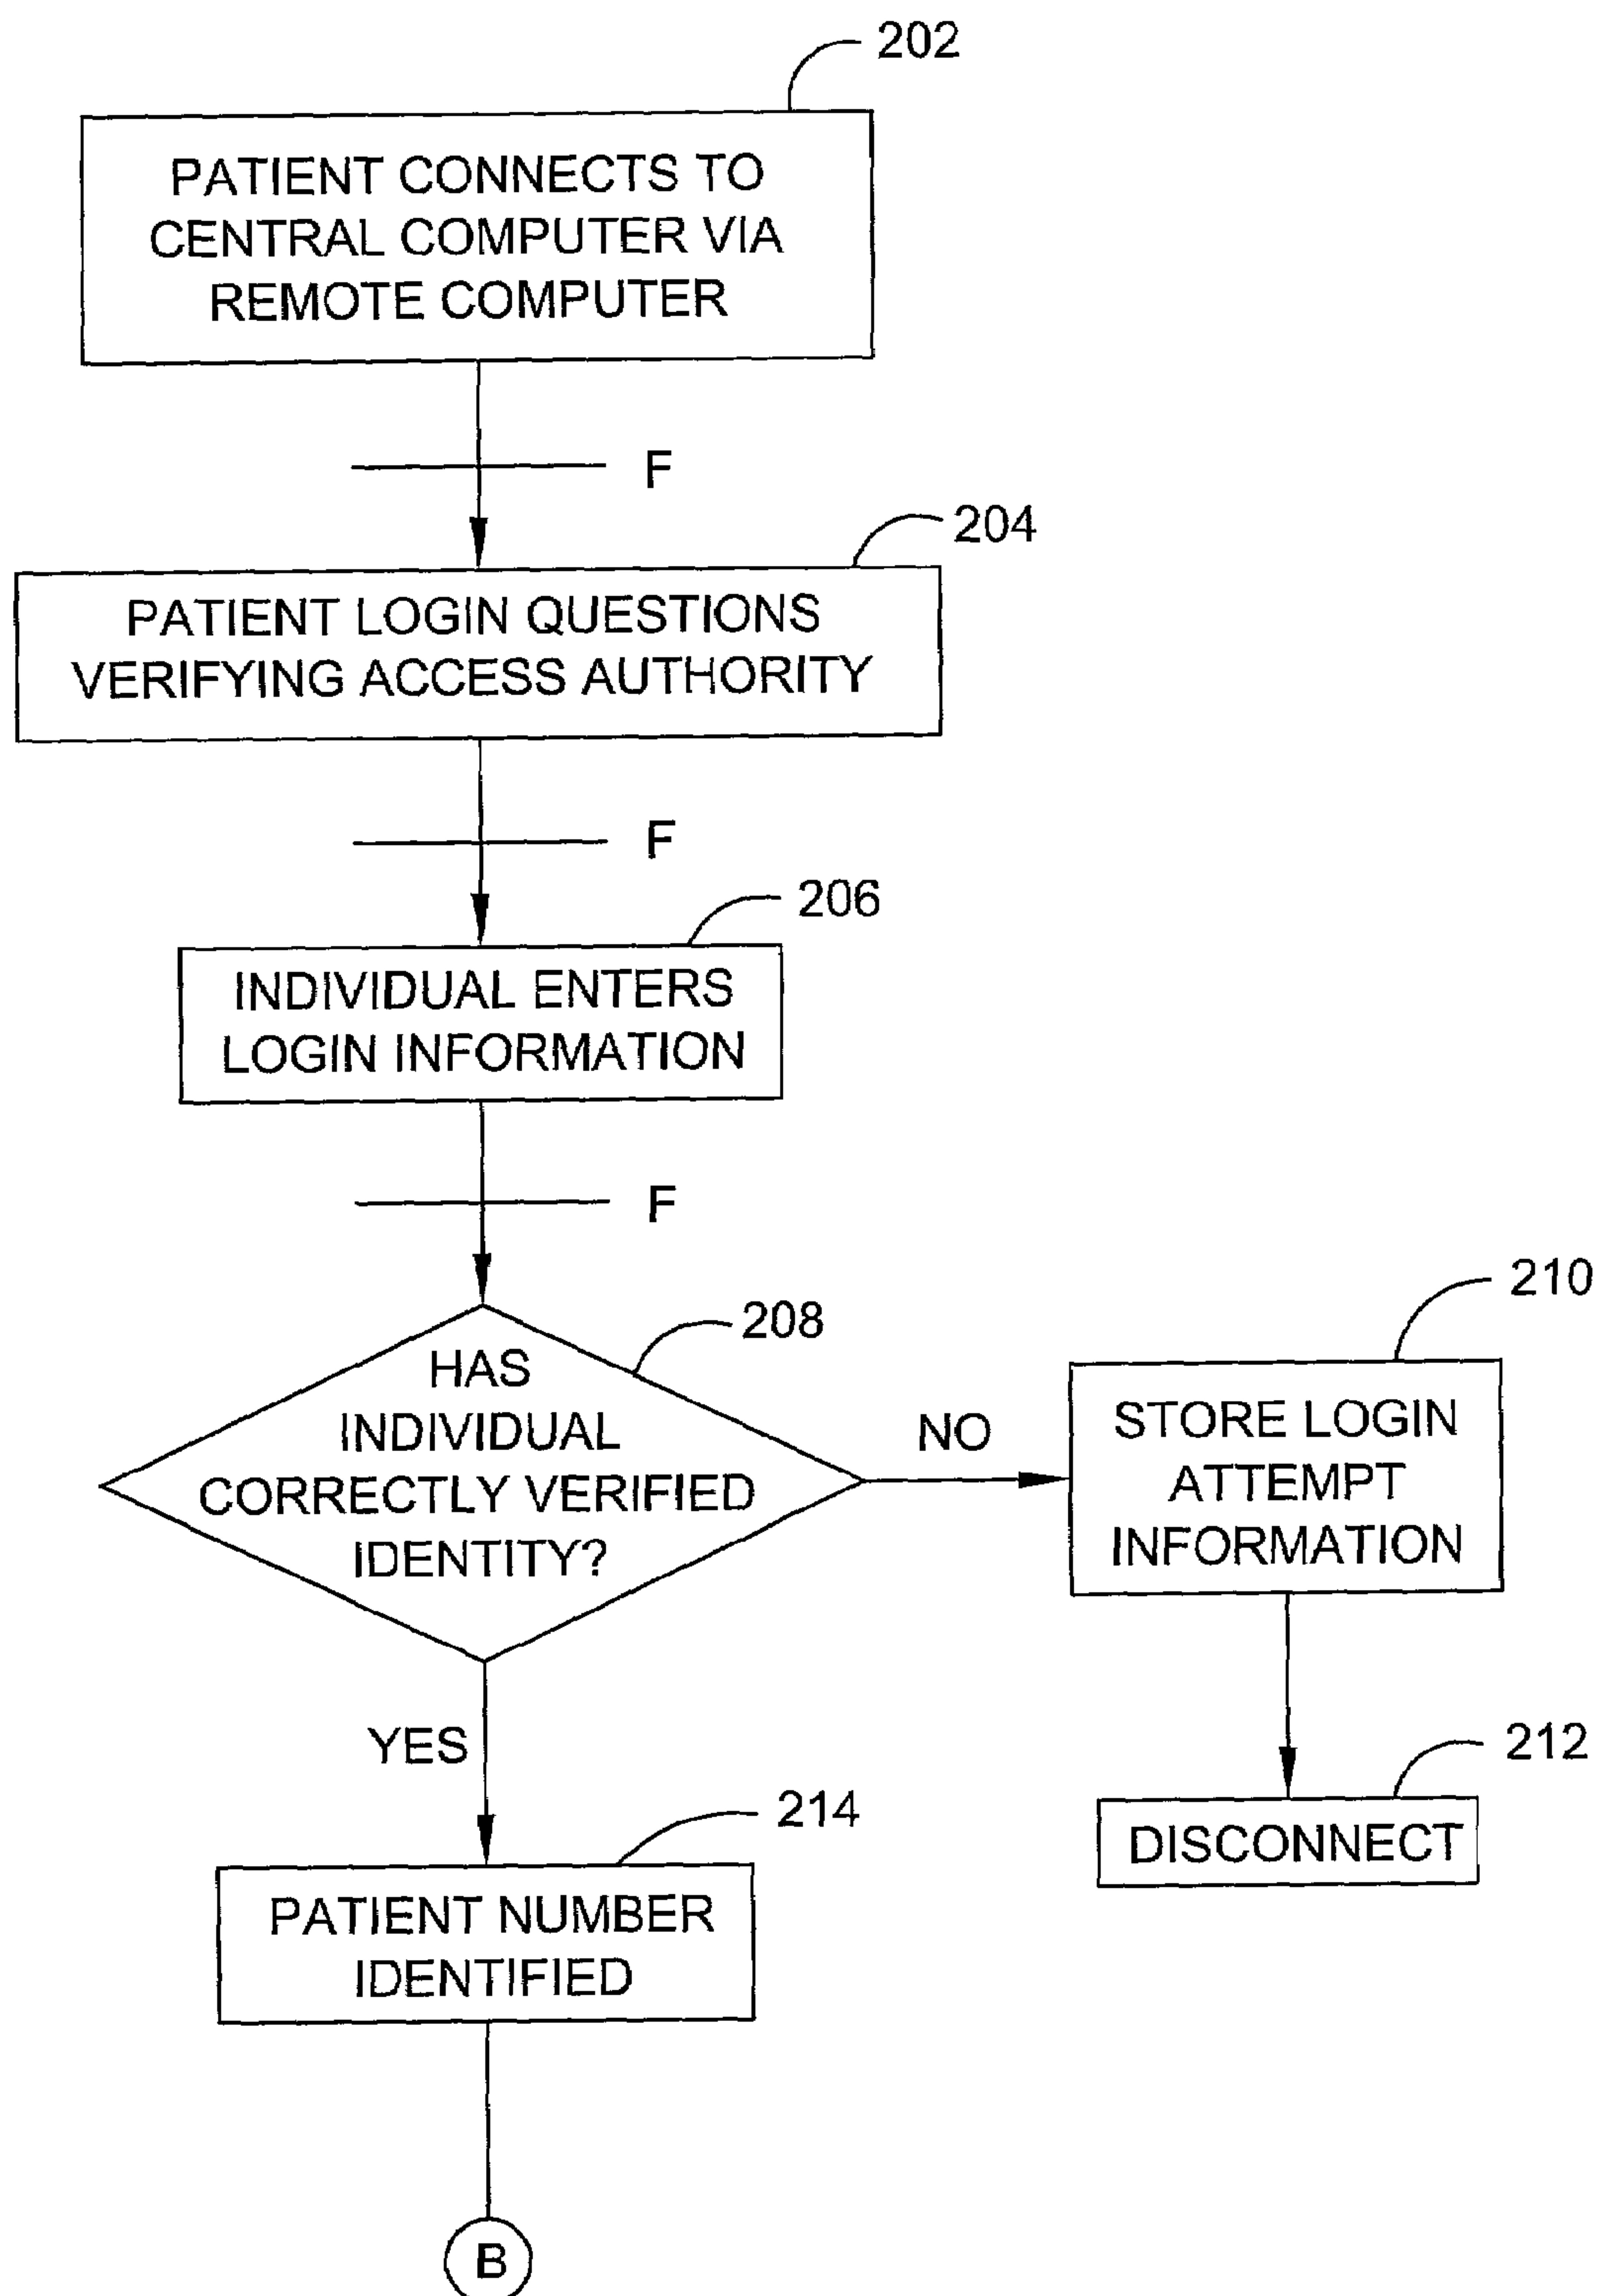 202
PATIENT CONNECTS TO
CENTRAL COMPUTER VIA
REMOTE COMPUTER
F
204
PATIENT LOGIN QUESTIONS
VERIFYING ACCESS AUTHORITY
F
206
INDIVIDUAL ENTERS
LOGIN INFORMATION
F
208
HAS
INDIVIDUAL
CORRECTLY VERIFIED
IDENTITY?
NO
210
STORE LOGIN
ATTEMPT
INFORMATION
YES
212
DISCONNECT
214
PATIENT NUMBER
IDENTIFIED
B